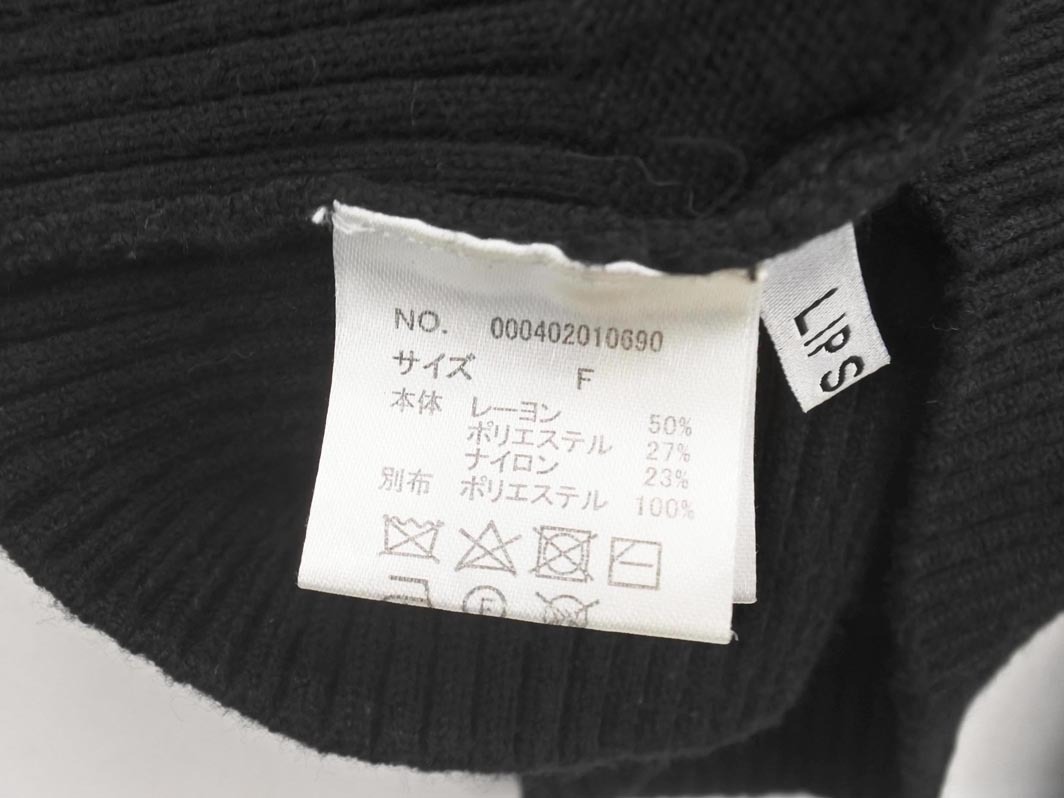 NO. 000402010690
サイズ F
本体 レーヨン 50%
ポリエステル 27%
ナイロン 23%
別布 ポリエステル 100%
LIPS